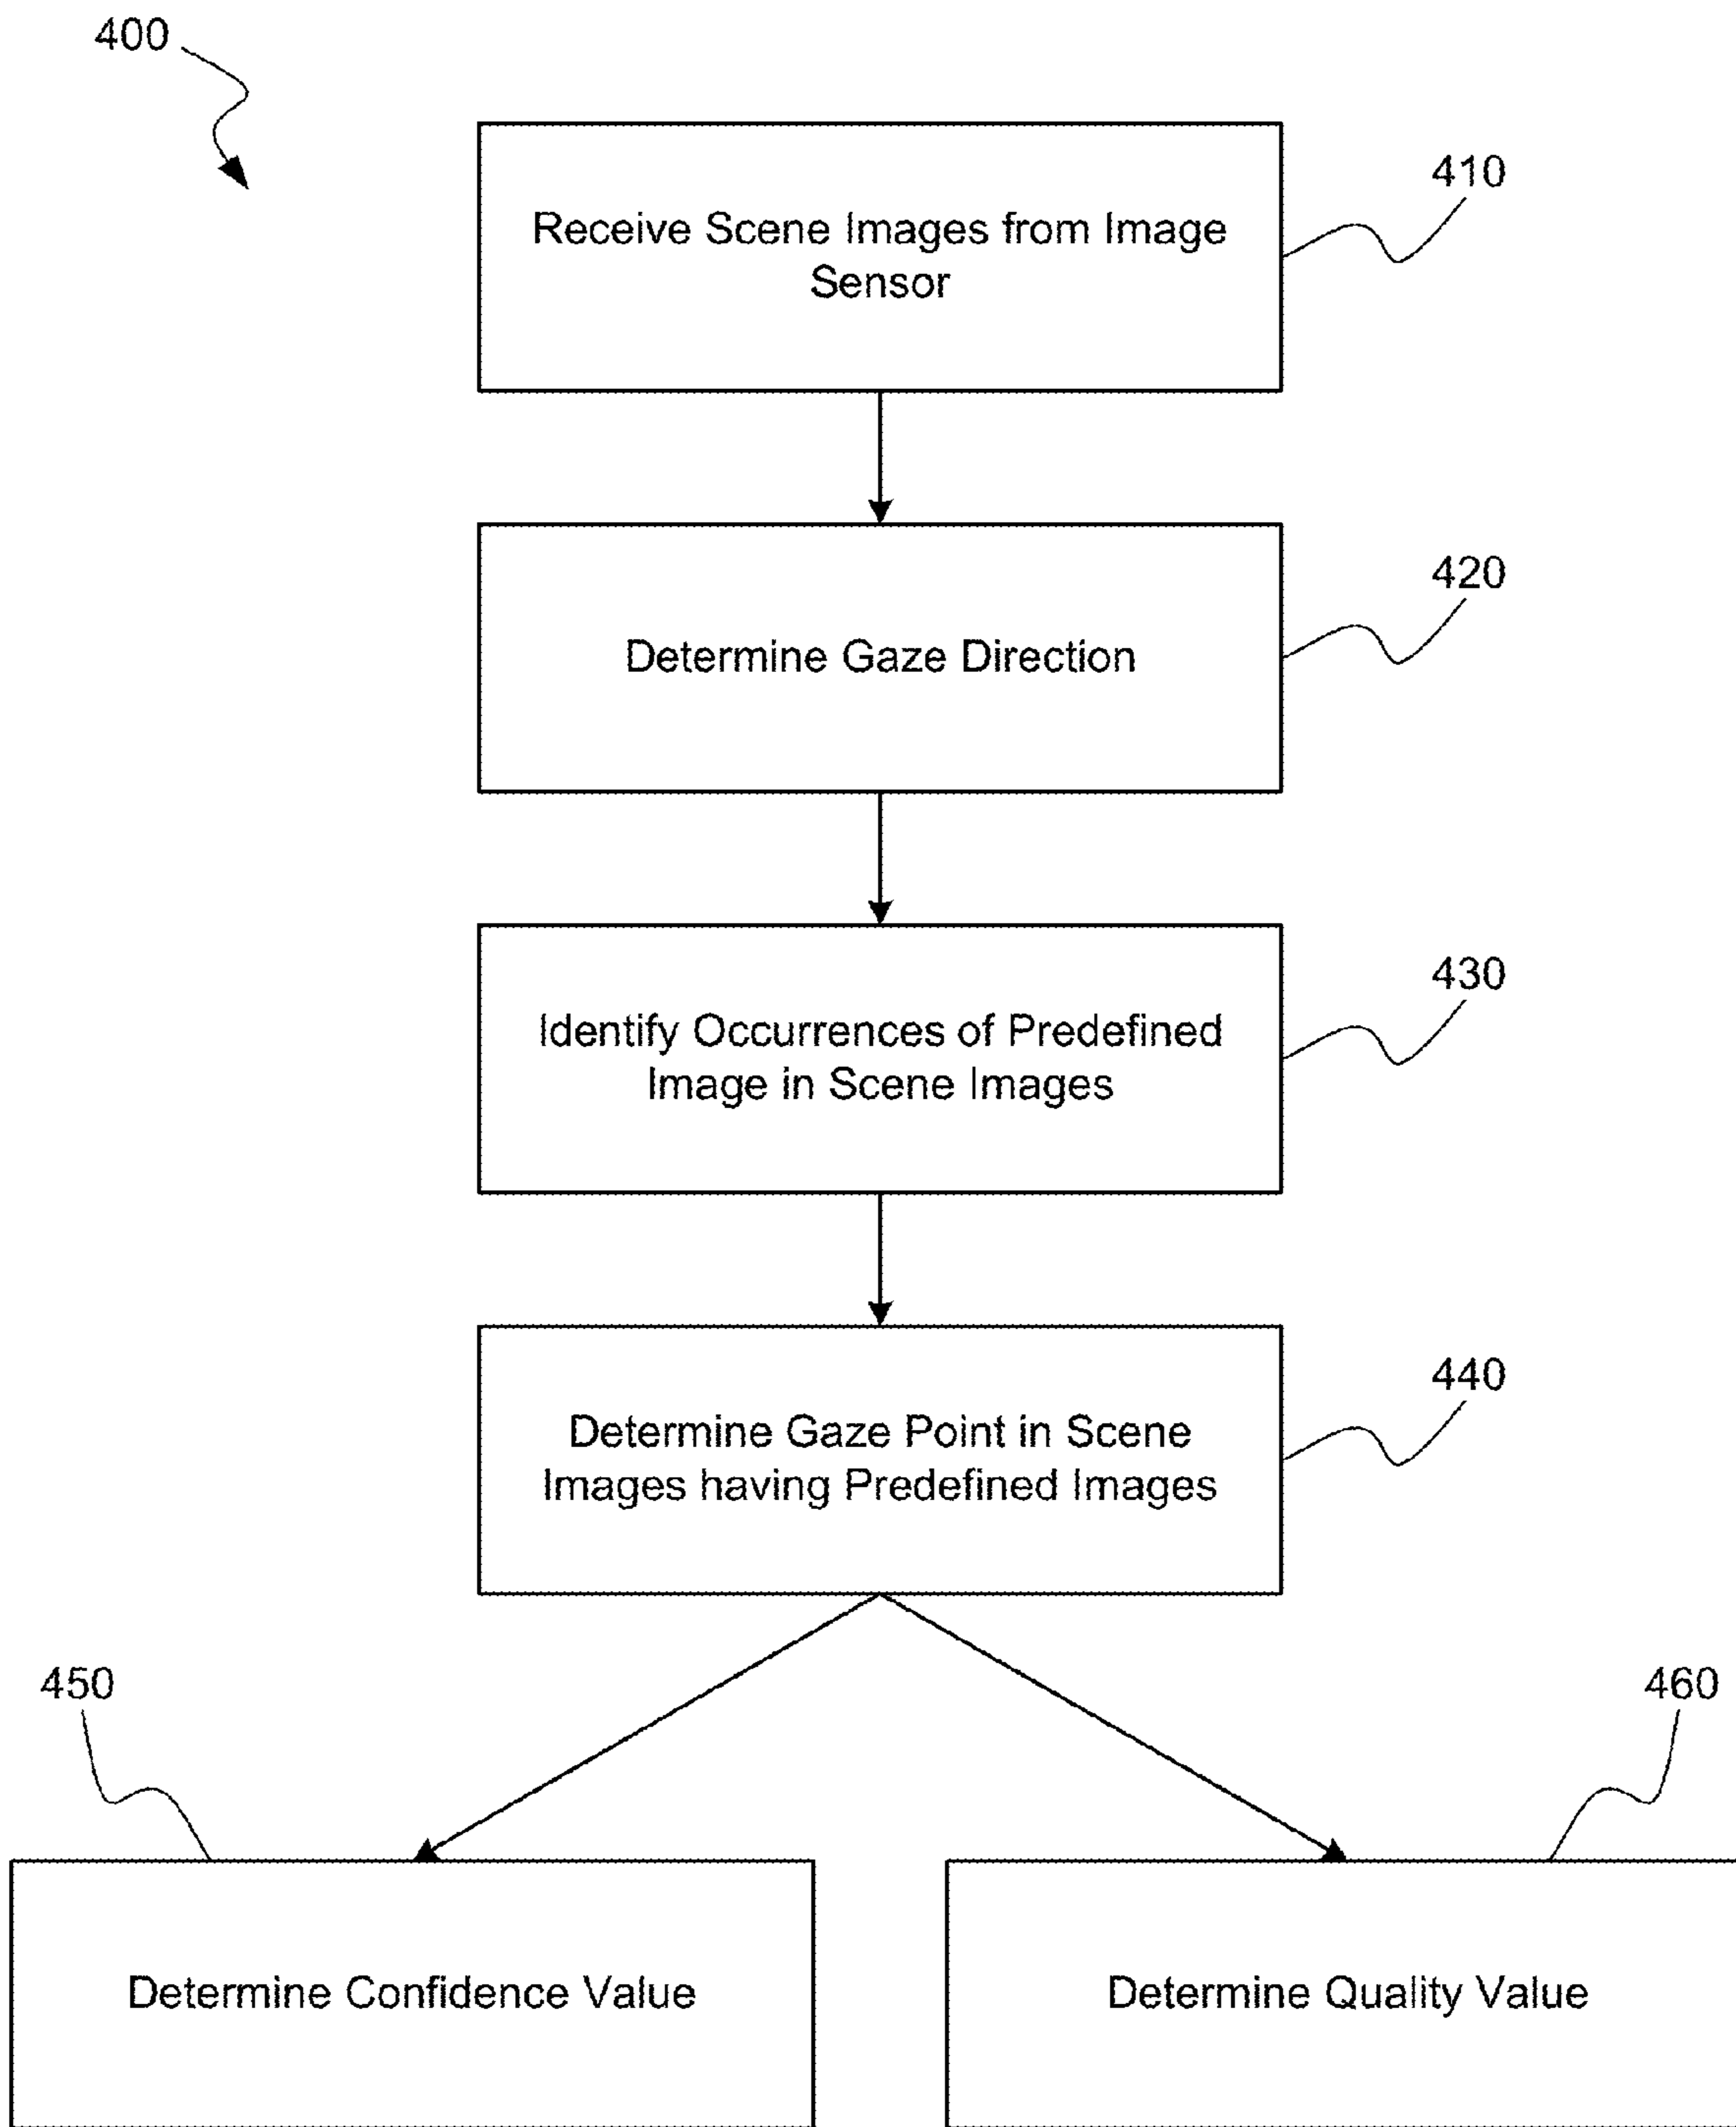 400
410
Receive Scene Images from Image
Sensor
420
Determine Gaze Direction
430
Identify Occurrences of Predefined
Image in Scene Images
440
Determine Gaze Point in Scene
Images having Predefined Images
450
460
Determine Confidence Value
Determine Quality Value